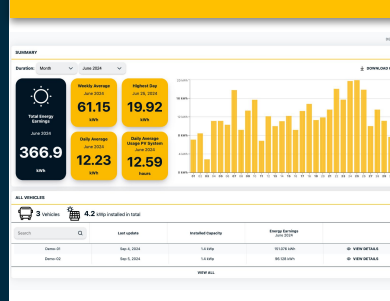 SUMMARY
Duration: Month June 2024
DOWNLOAD
Total Energy
Earnings
June 2024
366.9
kWh
Weekly Average
June 2024
61.15
kWh
Highest Day
Jun 26, 2024
19.92
kWh
Daily Average
June 2024
12.23
kWh
Daily Average
Usage PV System
June 2024
12.59
hours
ALL VEHICLES
3 Vehicles 4.2 kWp installed in total
Search Last update Installed Capacity Energy Earnings
June 2024
Demo 01 Sep 4, 2024 1.4 kWp VIEW DETAILS
Demo 02 Sep 5, 2024 1.4 kWp VIEW DETAILS
VIEW ALL